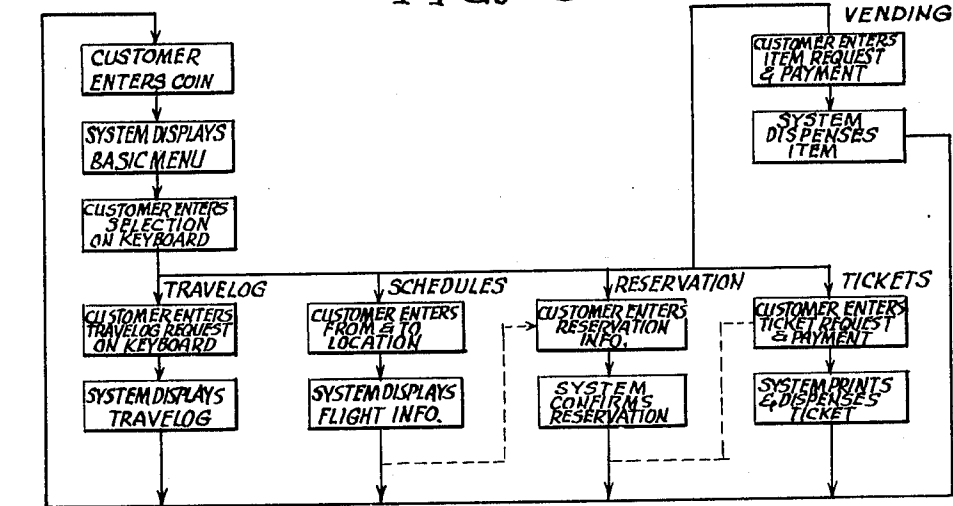 VENDING
CUSTOMER
ENTERS COIN
SYSTEM DISPLAYS
BASIC MENU
CUSTOMER ENTERS
SELECTION
ON KEYBOARD
CUSTOMER ENTERS
ITEM REQUEST
& PAYMENT
SYSTEM
DISPENSES
ITEM
TRAVELOG
CUSTOMER ENTERS
TRAVELOG REQUEST
ON KEYBOARD
SYSTEM DISPLAYS
TRAVELOG
SCHEDULES
CUSTOMER ENTERS
FROM & TO
LOCATION
SYSTEM DISPLAYS
FLIGHT INFO.
RESERVATION
CUSTOMER ENTERS
RESERVATION
INFO.
SYSTEM
CONFIRMS
RESERVATION
TICKETS
CUSTOMER ENTERS
TICKET REQUEST
& PAYMENT
SYSTEM PRINTS
& DISPENSES
TICKET